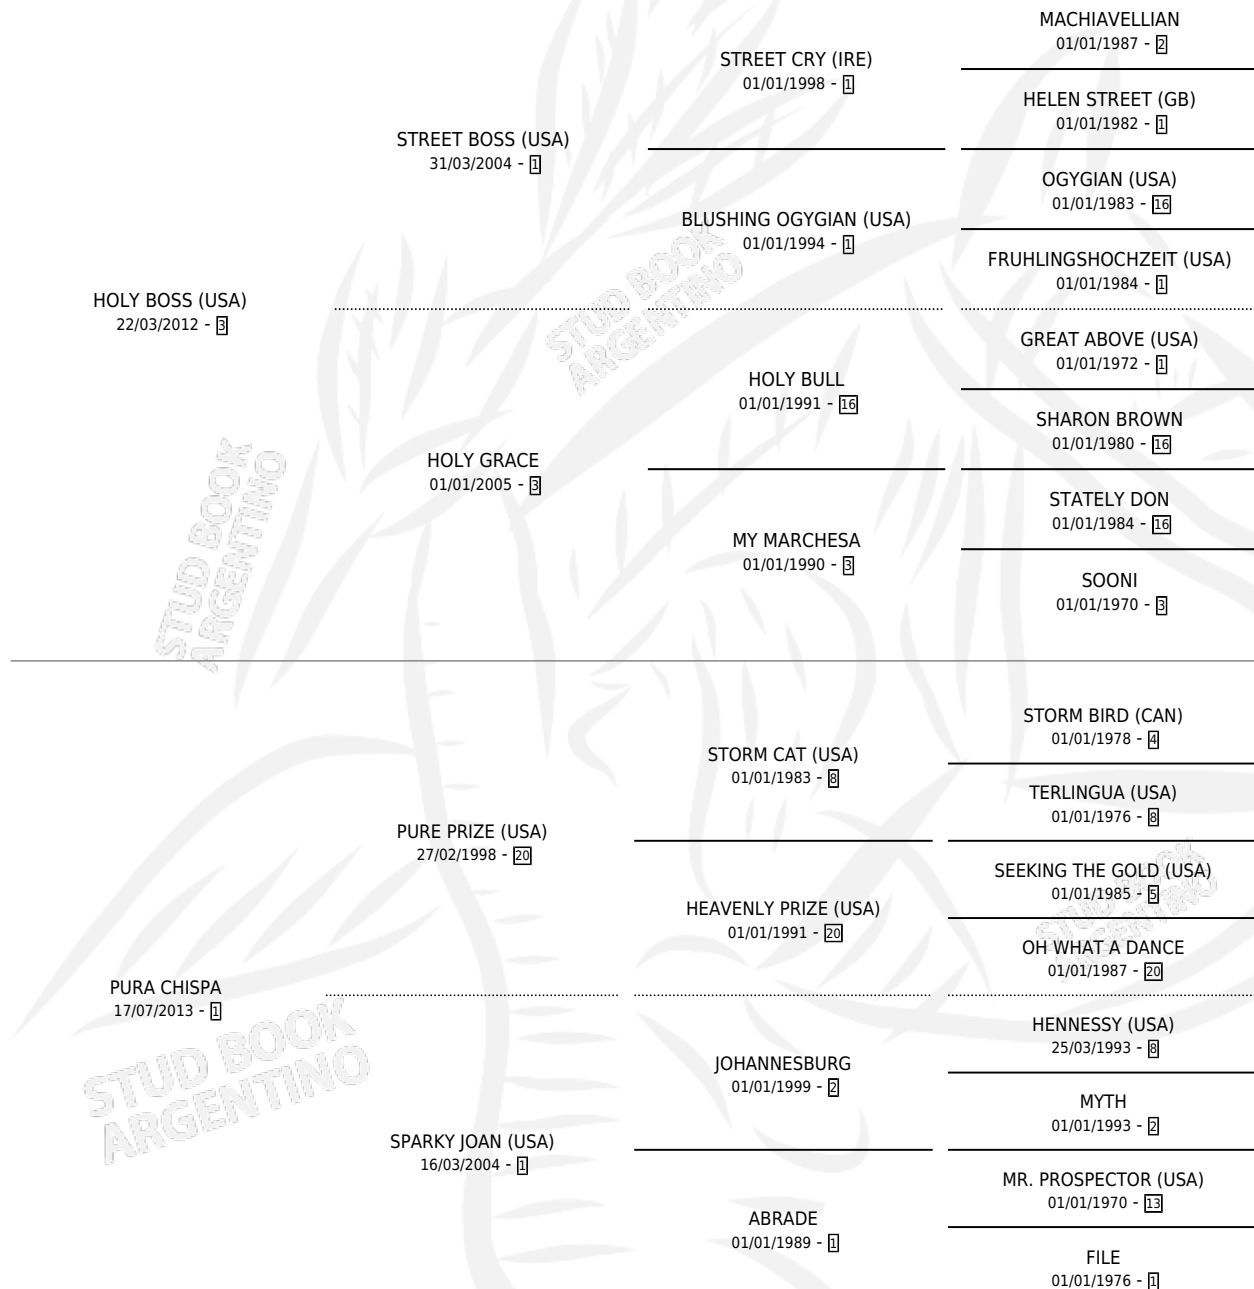 MACHIAVELLIAN
01/01/1987 - 2
STREET CRY (IRE)
01/01/1998 - 1
HELEN STREET (GB)
01/01/1982 - 1
STREET BOSS (USA)
31/03/2004 - 1
OGYGIAN (USA)
01/01/1983 - 16
BLUSHING OGYGIAN (USA)
01/01/1994 - 1
FRUHLINGSHOCHZEIT (USA)
01/01/1984 - 1
HOLY BOSS (USA)
22/03/2012 - 3
GREAT ABOVE (USA)
01/01/1972 - 1
HOLY BULL
01/01/1991 - 16
SHARON BROWN
01/01/1980 - 16
HOLY GRACE
01/01/2005 - 3
STATELY DON
01/01/1984 - 16
MY MARCHESA
01/01/1990 - 3
SOONI
01/01/1970 - 3
STORM BIRD (CAN)
01/01/1978 - 4
STORM CAT (USA)
01/01/1983 - 8
TERLINGUA (USA)
01/01/1976 - 8
PURE PRIZE (USA)
27/02/1998 - 20
SEEKING THE GOLD (USA)
01/01/1985 - 5
HEAVENLY PRIZE (USA)
01/01/1991 - 20
OH WHAT A DANCE
01/01/1987 - 20
PURA CHISPA
17/07/2013 - 1
HENNESSY (USA)
25/03/1993 - 8
JOHANNESBURG
01/01/1999 - 2
MYTH
01/01/1993 - 2
SPARKY JOAN (USA)
16/03/2004 - 1
MR. PROSPECTOR (USA)
01/01/1970 - 13
ABRADE
01/01/1989 - 1
FILE
01/01/1976 - 1
STUD BOOK
ARGENTINO
STUD BOOK
ARGENTINO
STUD BOOK
ARGENTINO
STUD BOOK
ARGENTINO